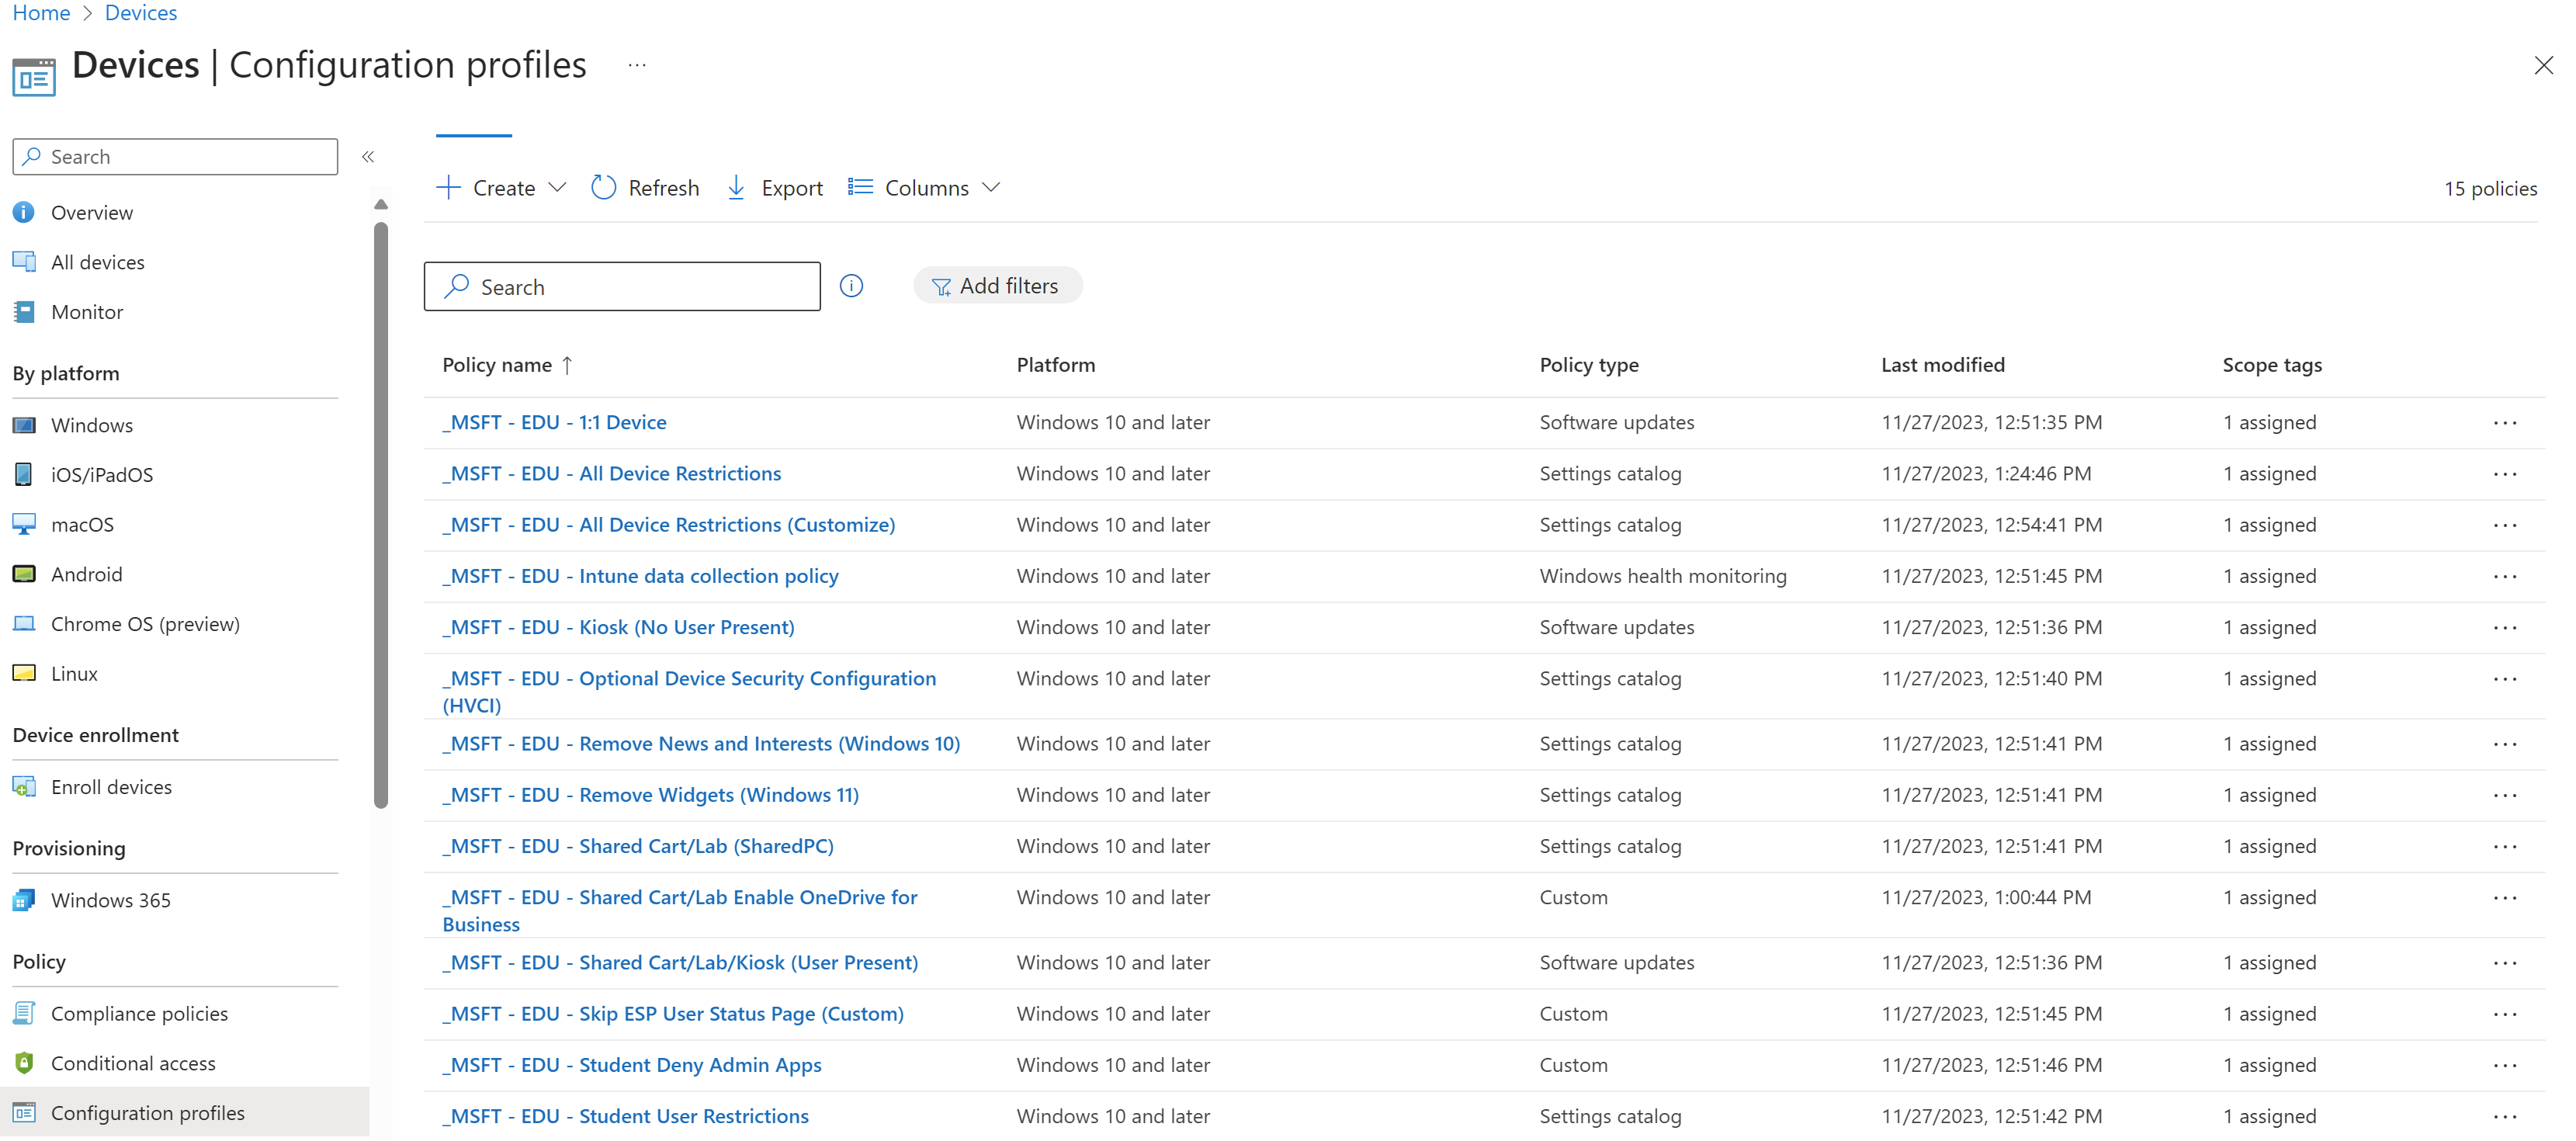 Home > Devices
Devices | Configuration profiles ...
Search «
Overview
All devices
Monitor
By platform
Windows
iOS/iPadOS
macOS
Android
Chrome OS (preview)
Linux
Device enrollment
Enroll devices
Provisioning
Windows 365
Policy
Compliance policies
Conditional access
Configuration profiles
Create Refresh Export Columns 15 policies
Search Add filters
Policy name ↑ Platform Policy type Last modified Scope tags
_MSFT - EDU - 1:1 Device Windows 10 and later Software updates 11/27/2023, 12:51:35 PM 1 assigned ...
_MSFT - EDU - All Device Restrictions Windows 10 and later Settings catalog 11/27/2023, 1:24:46 PM 1 assigned ...
_MSFT - EDU - All Device Restrictions (Customize) Windows 10 and later Settings catalog 11/27/2023, 12:54:41 PM 1 assigned ...
_MSFT - EDU - Intune data collection policy Windows 10 and later Windows health monitoring 11/27/2023, 12:51:45 PM 1 assigned ...
_MSFT - EDU - Kiosk (No User Present) Windows 10 and later Software updates 11/27/2023, 12:51:36 PM 1 assigned ...
_MSFT - EDU - Optional Device Security Configuration Windows 10 and later Settings catalog 11/27/2023, 12:51:40 PM 1 assigned ...
(HVCI)
_MSFT - EDU - Remove News and Interests (Windows 10) Windows 10 and later Settings catalog 11/27/2023, 12:51:41 PM 1 assigned ...
_MSFT - EDU - Remove Widgets (Windows 11) Windows 10 and later Settings catalog 11/27/2023, 12:51:41 PM 1 assigned ...
_MSFT - EDU - Shared Cart/Lab (SharedPC) Windows 10 and later Settings catalog 11/27/2023, 12:51:41 PM 1 assigned ...
_MSFT - EDU - Shared Cart/Lab Enable OneDrive for Windows 10 and later Custom 11/27/2023, 1:00:44 PM 1 assigned ...
Business
_MSFT - EDU - Shared Cart/Lab/Kiosk (User Present) Windows 10 and later Software updates 11/27/2023, 12:51:36 PM 1 assigned ...
_MSFT - EDU - Skip ESP User Status Page (Custom) Windows 10 and later Custom 11/27/2023, 12:51:45 PM 1 assigned ...
_MSFT - EDU - Student Deny Admin Apps Windows 10 and later Custom 11/27/2023, 12:51:46 PM 1 assigned ...
_MSFT - EDU - Student User Restrictions Windows 10 and later Settings catalog 11/27/2023, 12:51:42 PM 1 assigned ...